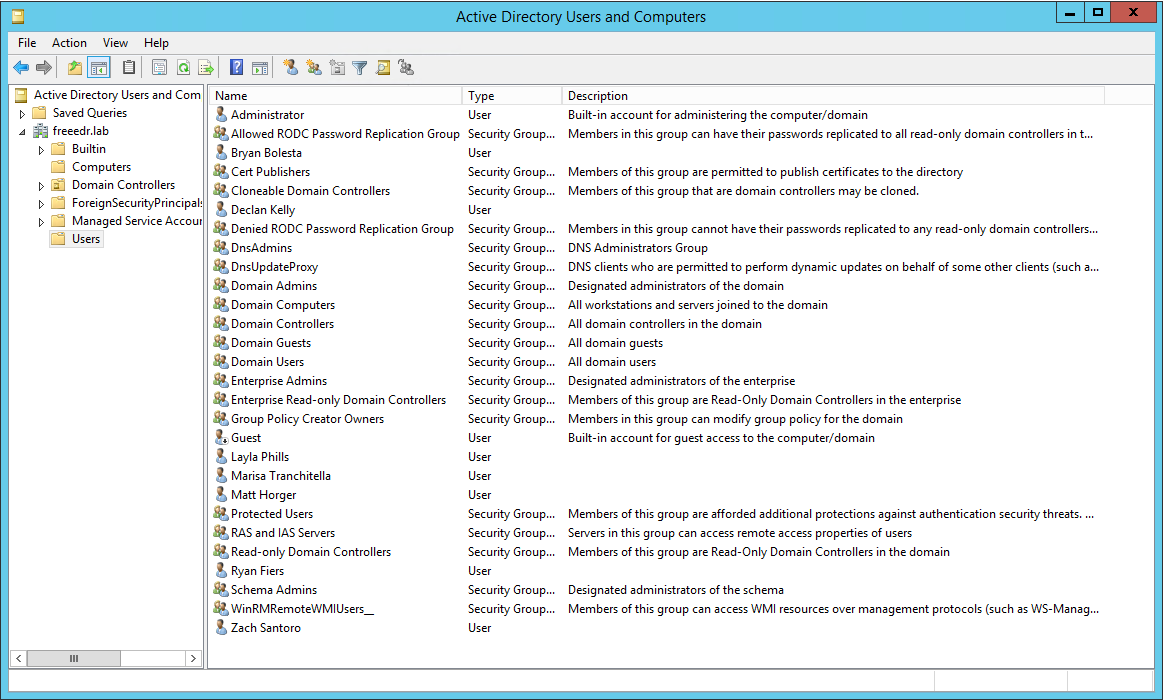 Active Directory Users and Computers
X
File Action View Help
Active Directory Users and Com
Saved Queries
freeedr.lab
Builtin
Computers
Domain Controllers
ForeignSecurityPrincipals
Managed Service Accour
Users
Name Type Description
Administrator User Built-in account for administering the computer/domain
Allowed RODC Password Replication Group Security Group... Members in this group can have their passwords replicated to all read-only domain controllers in t...
Bryan Bolesta User
Cert Publishers Security Group... Members of this group are permitted to publish certificates to the directory
Cloneable Domain Controllers Security Group... Members of this group that are domain controllers may be cloned.
Declan Kelly User
Denied RODC Password Replication Group Security Group... Members in this group cannot have their passwords replicated to any read-only domain controllers...
DnsAdmins Security Group... DNS Administrators Group
DnsUpdateProxy Security Group... DNS clients who are permitted to perform dynamic updates on behalf of some other clients (such a...
Domain Admins Security Group... Designated administrators of the domain
Domain Computers Security Group... All workstations and servers joined to the domain
Domain Controllers Security Group... All domain controllers in the domain
Domain Guests Security Group... All domain guests
Domain Users Security Group... All domain users
Enterprise Admins Security Group... Designated administrators of the enterprise
Enterprise Read-only Domain Controllers Security Group... Members of this group are Read-Only Domain Controllers in the enterprise
Group Policy Creator Owners Security Group... Members in this group can modify group policy for the domain
Guest User Built-in account for guest access to the computer/domain
Layla Phills User
Marisa Tranchitella User
Matt Horger User
Protected Users Security Group... Members of this group are afforded additional protections against authentication security threats. ...
RAS and IAS Servers Security Group... Servers in this group can access remote access properties of users
Read-only Domain Controllers Security Group... Members of this group are Read-Only Domain Controllers in the domain
Ryan Fiers User
Schema Admins Security Group... Designated administrators of the schema
WinRMRemoteWMIUsers__ Security Group... Members of this group can access WMI resources over management protocols (such as WS-Manag...
Zach Santoro User